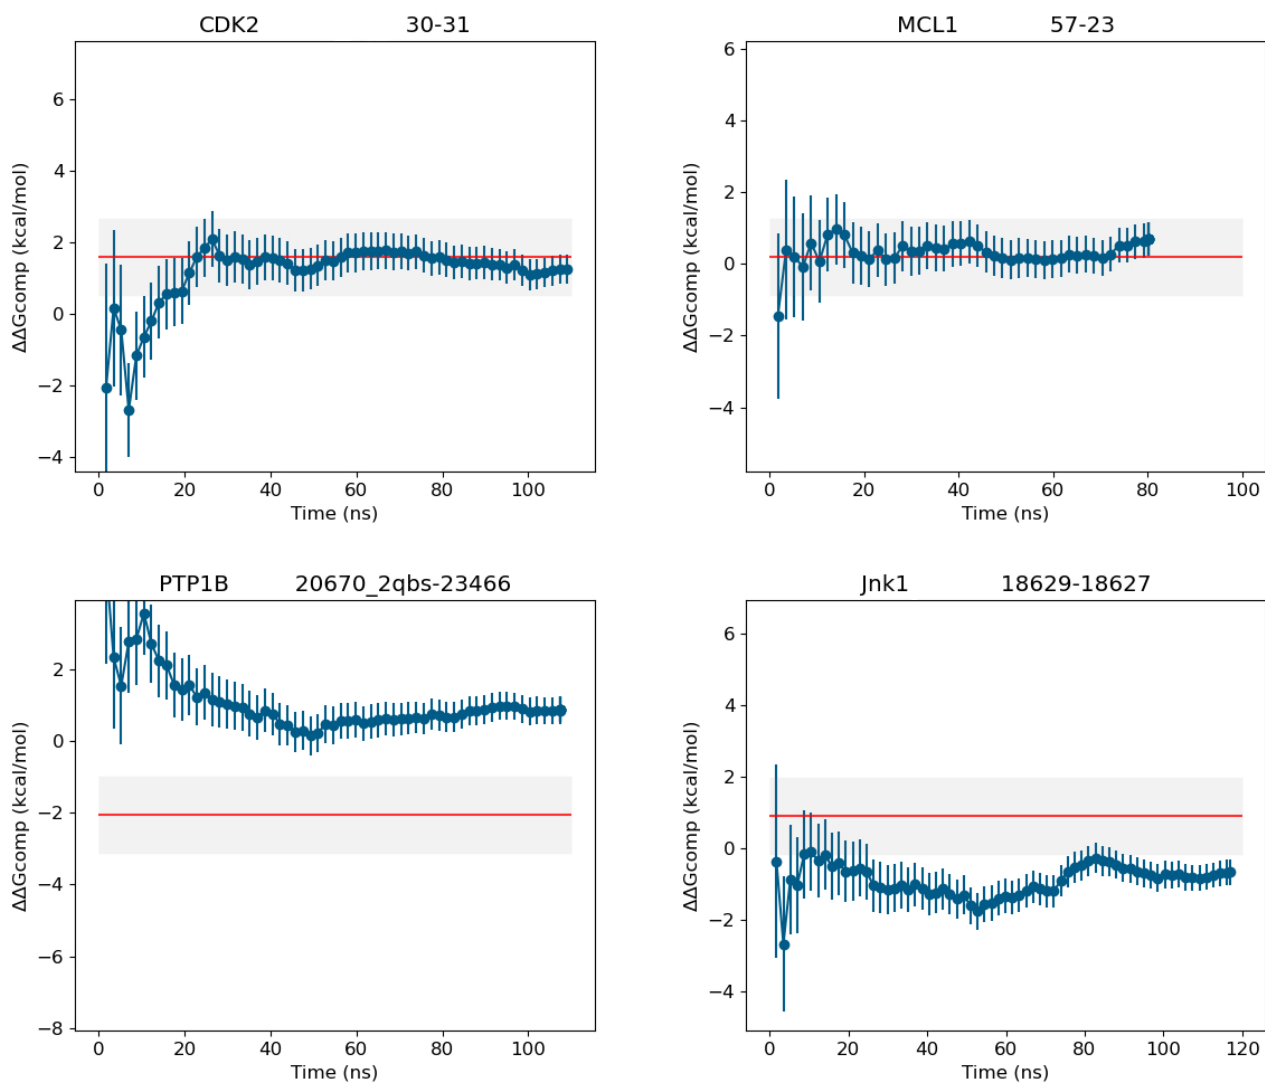 CDK2 30-31
ΔΔGcomp (kcal/mol)
6
4
2
0
−2
−4
0 20 40 60 80 100
Time (ns)
MCL1 57-23
ΔΔGcomp (kcal/mol)
6
4
2
0
−2
−4
0 20 40 60 80 100
Time (ns)
PTP1B 20670_2qbs-23466
ΔΔGcomp (kcal/mol)
2
0
−2
−4
−6
−8
0 20 40 60 80 100
Time (ns)
Jnk1 18629-18627
ΔΔGcomp (kcal/mol)
6
4
2
0
−2
−4
0 20 40 60 80 100 120
Time (ns)